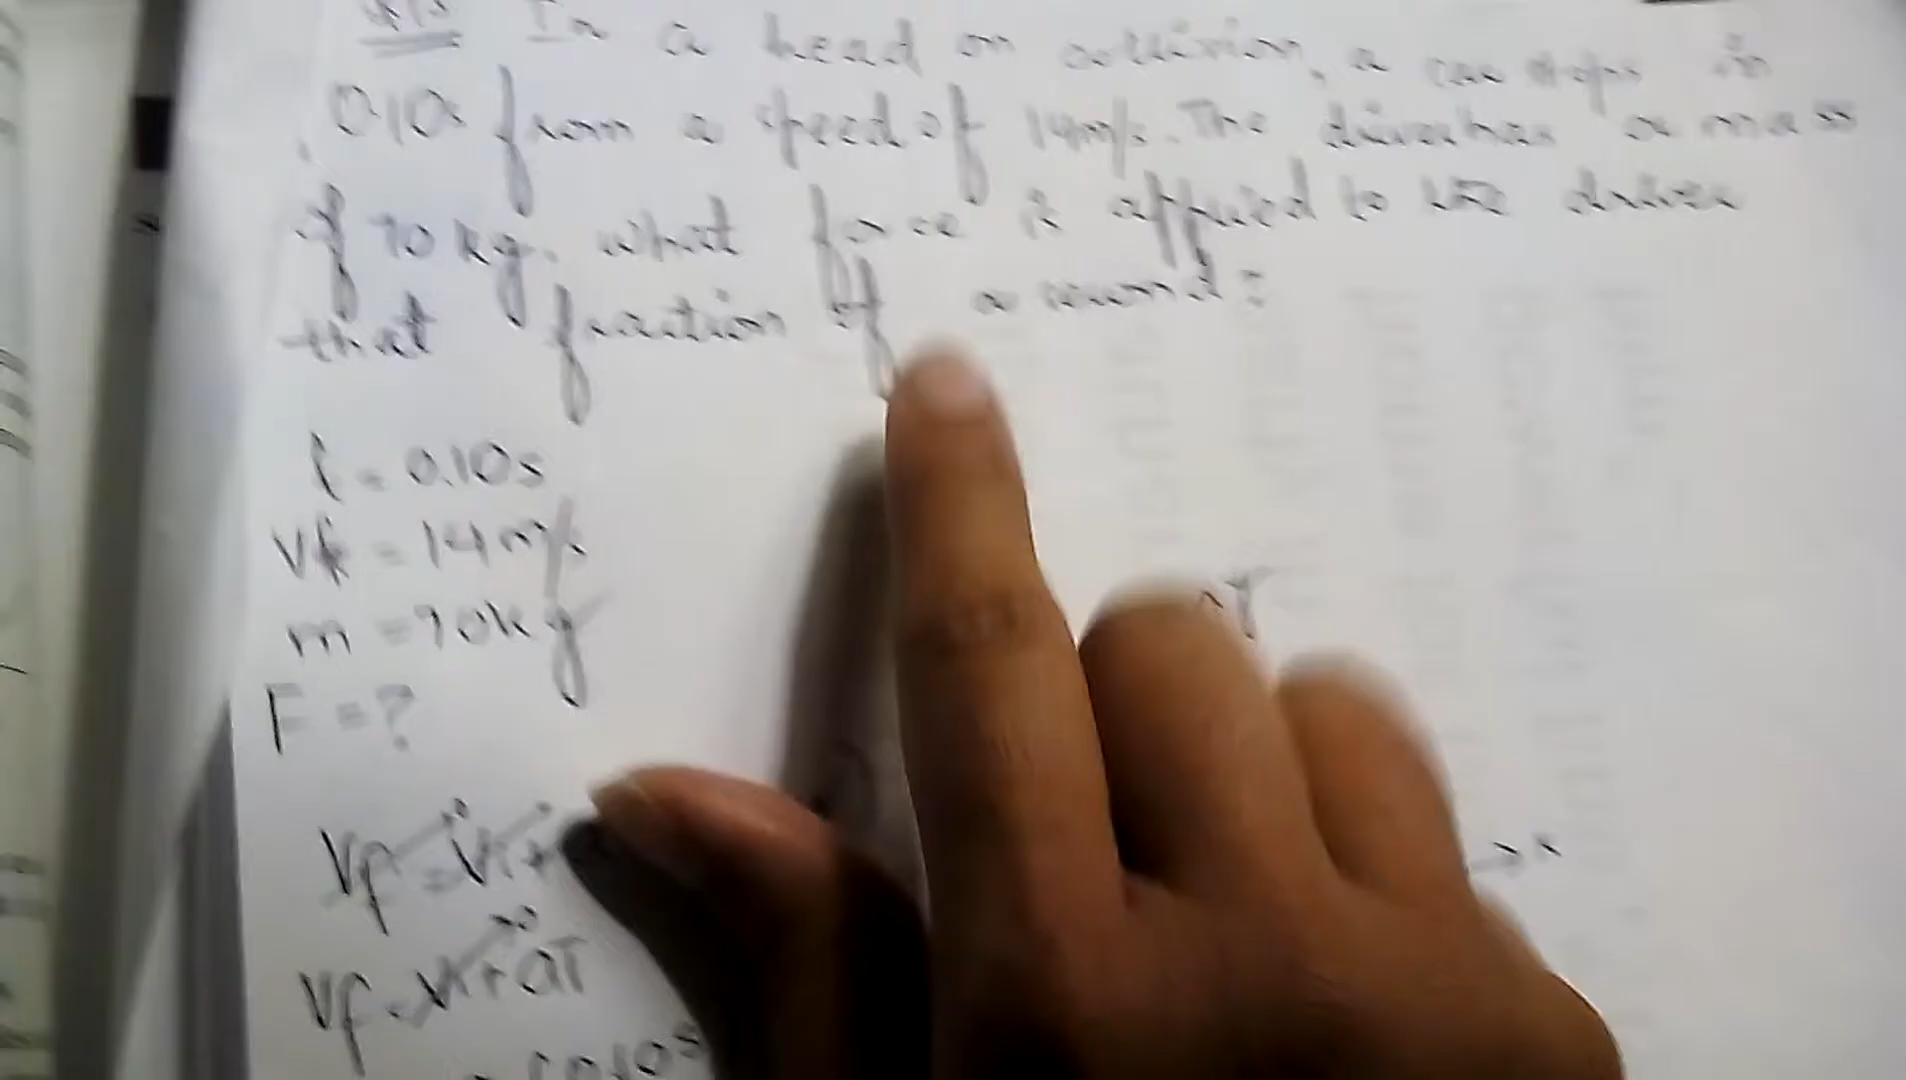 In a head on collision, a car stops in
0.10s from a speed of 14m/s. The driver has a mass
of 70kg. what force is applied to the driver
that fraction of a second?
t = 0.10s
= 14m/s
m = 70kg
F = ?
Vf = Vi +
Vf = Vi + at